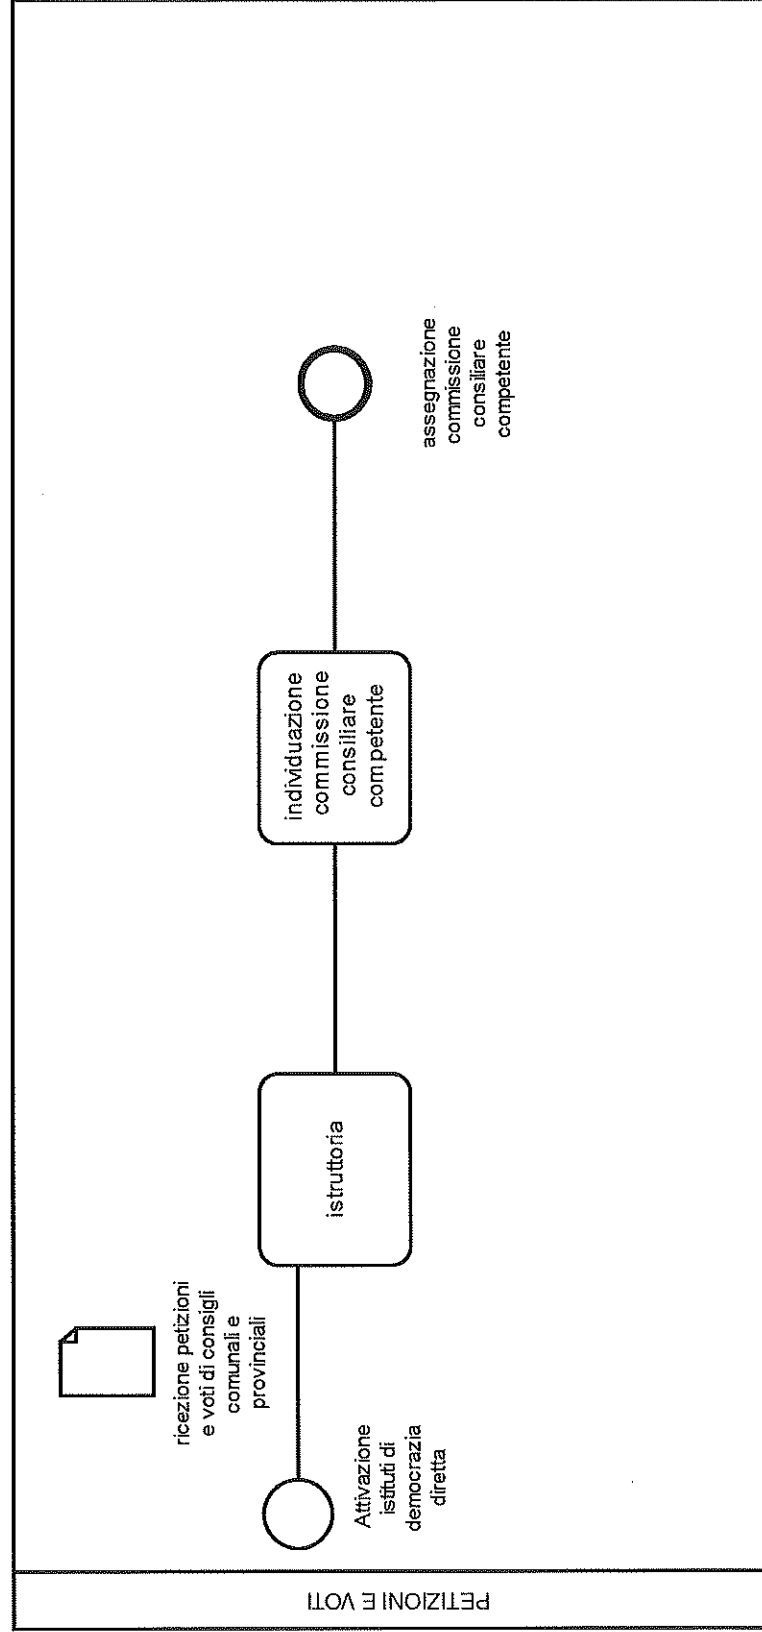 PETIZIONI E VOTI
Attivazione
istituti di
democrazia
diretta
ricezione petizioni
e voti di consigli
comunali e
provinciali
istruttoria
individuazione
commissione
consiliare
competente
assegnazione
commissione
consiliare
competente